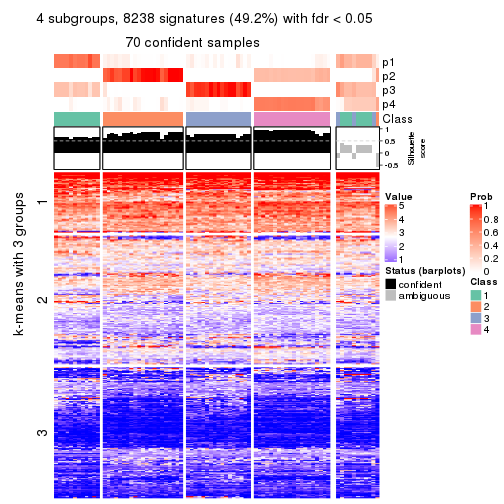 4 subgroups, 8238 signatures (49.2%) with fdr < 0.05
70 confident samples
p1
p2
p3
p4
Class
1
0.5
0
-0.5
Silhouette
score
k-means with 3 groups
1
2
3
Value
5
4
3
2
1
Status (barplots)
confident
ambiguous
Prob
1
0.8
0.6
0.4
0.2
0
Class
1
2
3
4